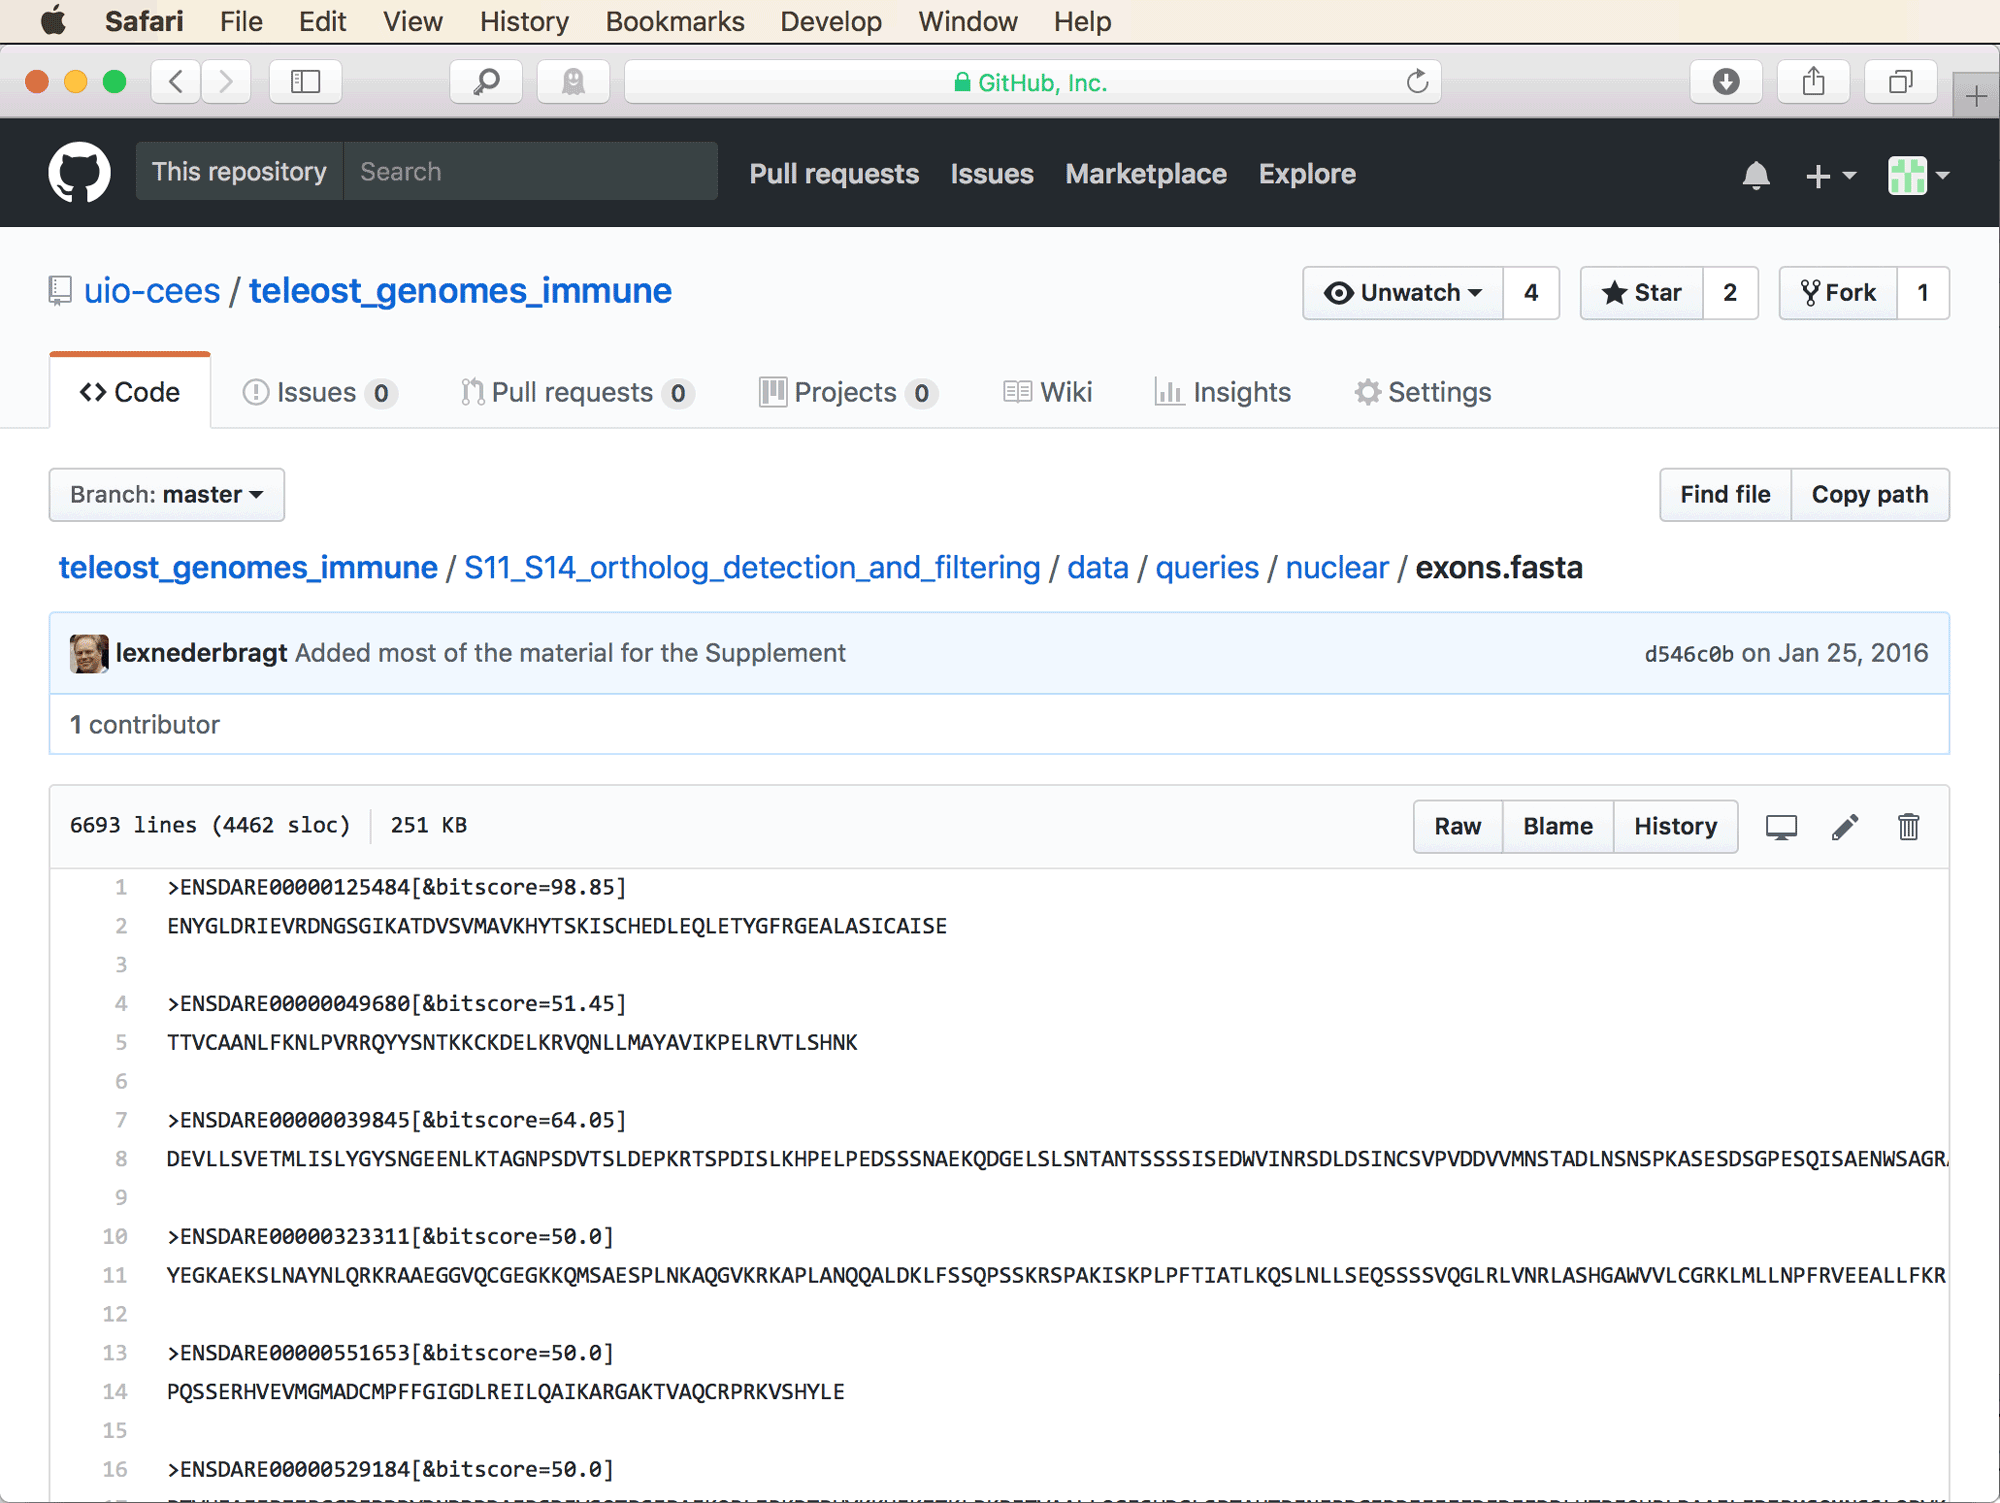 Safari File Edit View History Bookmarks Develop Window Help
GitHub, Inc.
This repository Search Pull requests Issues Marketplace Explore
uio-cees / teleost_genomes_immune Unwatch 4 Star 2 Fork 1
Code Issues 0 Pull requests 0 Projects 0 Wiki Insights Settings
Branch: master Find file Copy path
teleost_genomes_immune / S11_S14_ortholog_detection_and_filtering / data / queries / nuclear / exons.fasta
lexnederbragt Added most of the material for the Supplement d546c0b on Jan 25, 2016
1 contributor
6693 lines (4462 sloc) 251 KB Raw Blame History
1 >ENSDARE00000125484[&bitscore=98.85]
2 ENYGLDRIEVRDNGSGIKATDVSVMAVKHYTSKISCHEDLEQLETYGFRGEALASICAISE
3
4 >ENSDARE00000049680[&bitscore=51.45]
5 TTVCAANLFKNLPVRRQYYSNTKKCKDELKRVQNLLMAYAVIKPELRVTLSHNK
6
7 >ENSDARE00000039845[&bitscore=64.05]
8 DEVLLSVETMLISLYGYSNGEENLKTAGNPSDVTSLDEPKRTSPDISLKHPELPEDSSSNAEKQDGELSLSNTANTSSSSISEDWVINRSDLDSINCSVPVDDVVMNSTADLNSNSPKASESDSGPESQISAENWSAGRA
9
10 >ENSDARE00000323311[&bitscore=50.0]
11 YEGKAEKSLNAYNLQRKRAAEGGVQCGEGKKQMSAESPLNKAQGVKRKAPLANQQALDKLFSSQPSSKRSPAKISKPLPFTIATLKQSLNLLSEQSSSSVQGLRLVNRLASHGAWVVLCGRKLMLLNPFRVEEALLFKR
12
13 >ENSDARE00000551653[&bitscore=50.0]
14 PQSSERHVEVMGMADCMPFFGIGDLREILQAIKARGAKTVAQCRPRKVSHYLE
15
16 >ENSDARE00000529184[&bitscore=50.0]